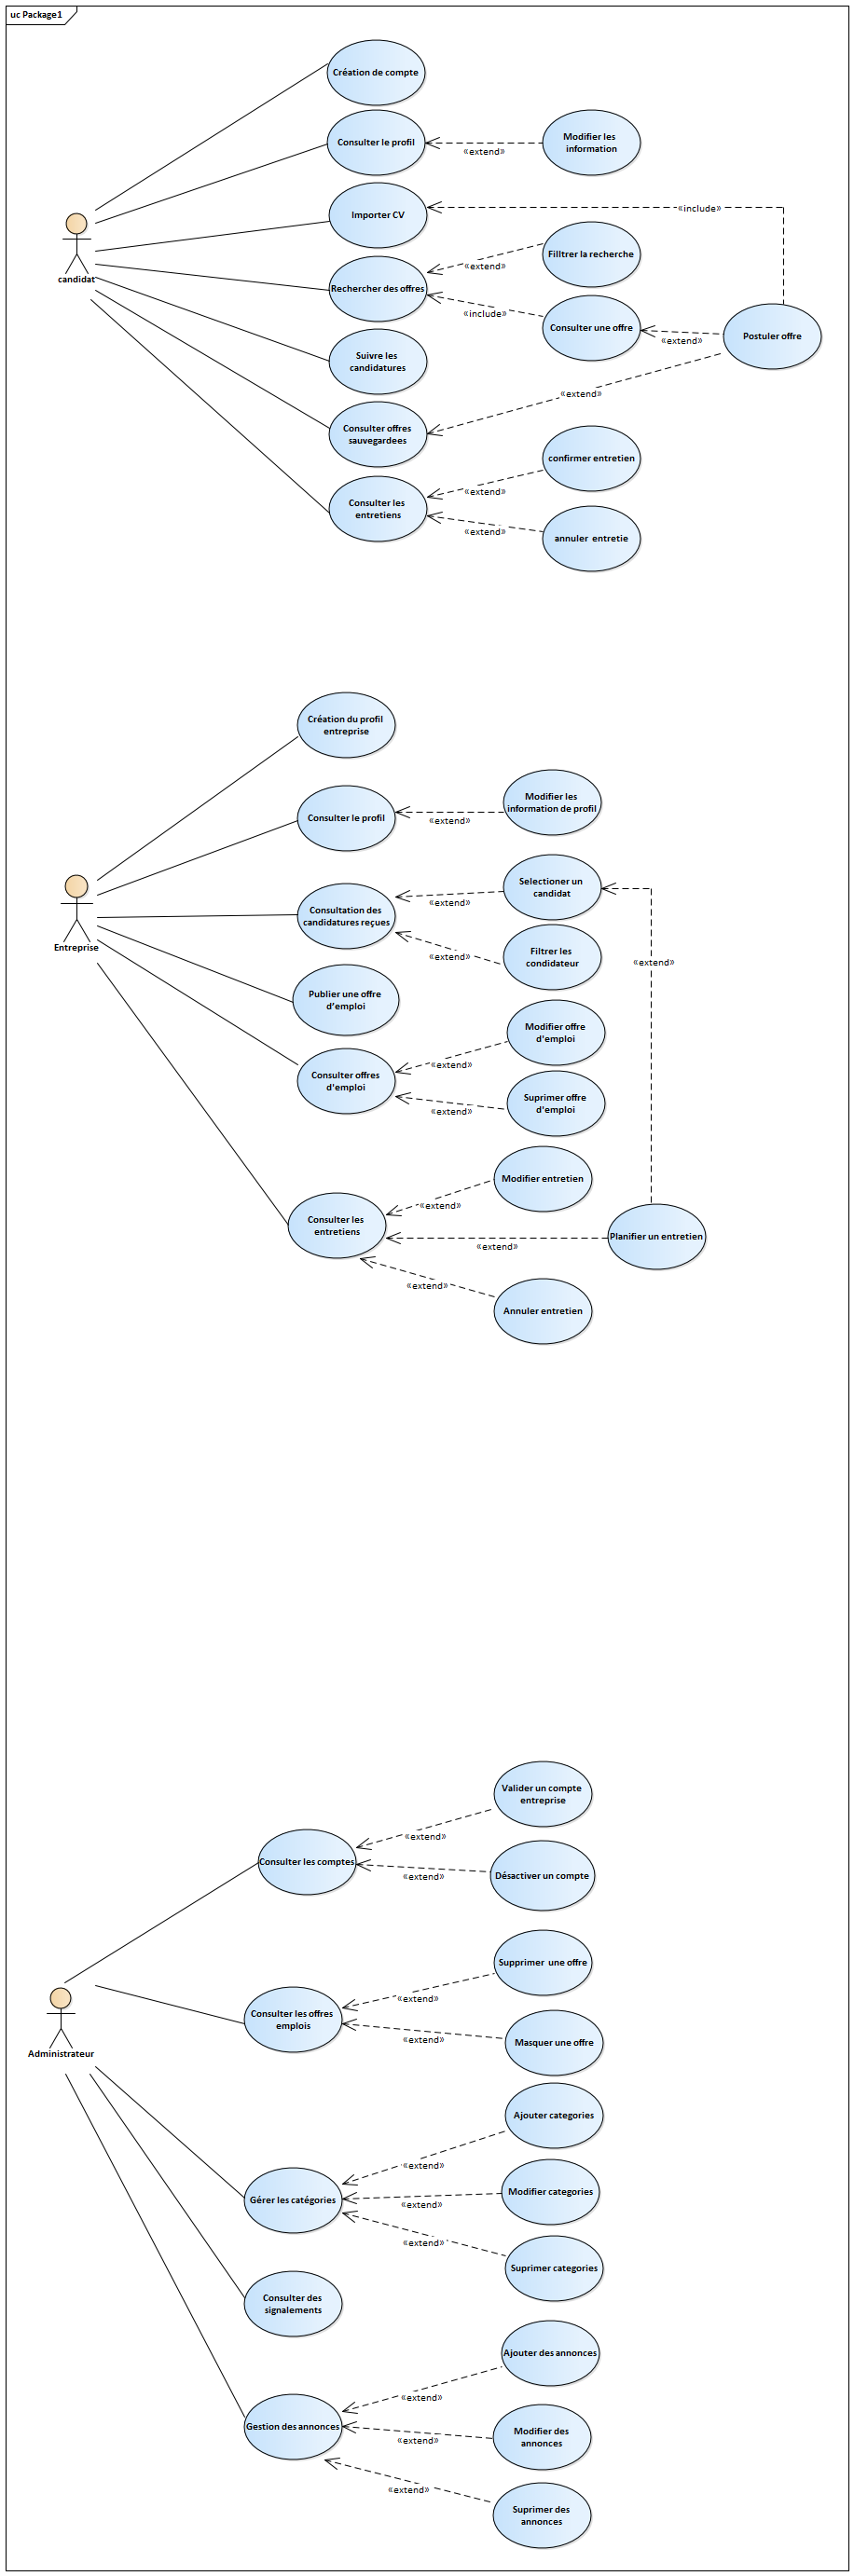 uc Package1
Création de compte
Consulter le profil
«extend»
Modifier les
information
Importer CV
«include»
candidat
Filltrer la recherche
«extend»
Rechercher des offres
«include»
Consulter une offre
«extend»
Postuler offre
Suivre les
candidatures
«extend»
Consulter offres
sauvegardees
confirmer entretien
«extend»
Consulter les
entretiens
«extend»
annuler  entretie
Création du profil
entreprise
Consulter le profil
«extend»
Modifier les
information de profil
Entreprise
Consultation des
candidatures reçues
«extend»
Selectioner un
candidat
«extend»
Filtrer les
condidateur
«extend»
Publier une offre
d’emploi
Modifier offre
d'emploi
«extend»
Consulter offres
d'emploi
«extend»
Suprimer offre
d'emploi
Modifier entretien
«extend»
Consulter les
entretiens
«extend»
Planifier un entretien
«extend»
Annuler entretien
Valider un compte
entreprise
«extend»
Consulter les comptes
«extend»
Désactiver un compte
Supprimer  une offre
«extend»
Consulter les offres
emplois
«extend»
Masquer une offre
Administrateur
Ajouter categories
«extend»
Gérer les catégories
«extend»
Modifier categories
«extend»
Suprimer categories
Consulter des
signalements
Ajouter des annonces
«extend»
Gestion des annonces
«extend»
Modifier des
annonces
«extend»
Suprimer des
annonces